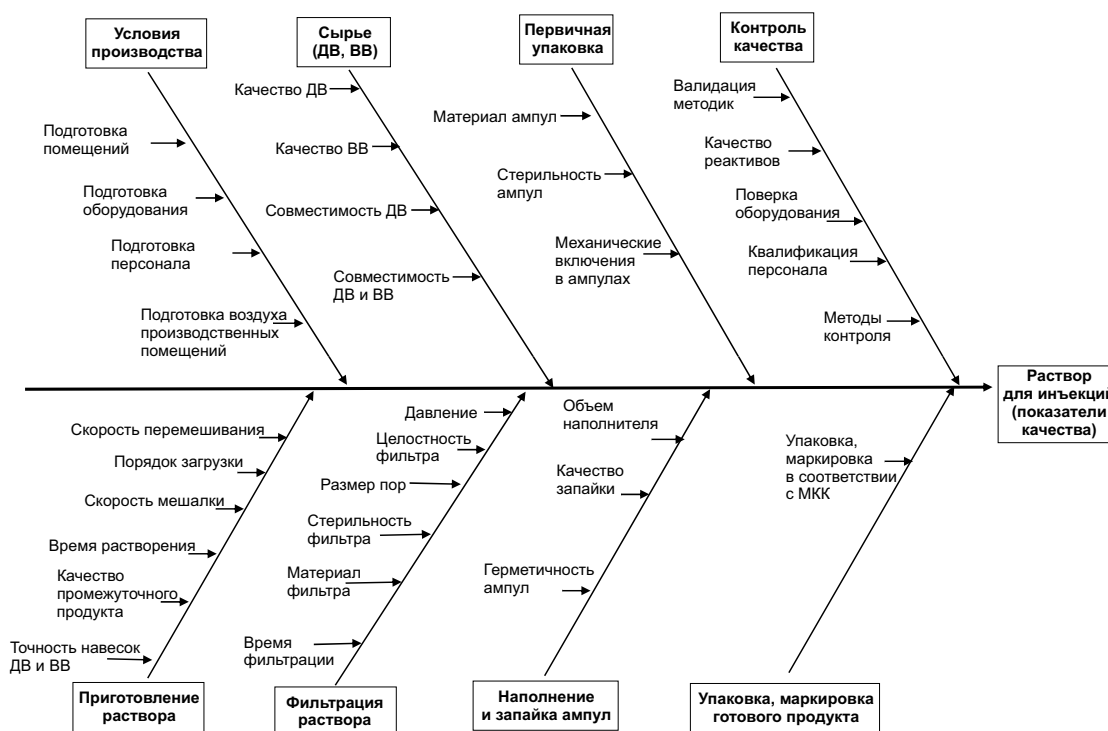 Условия
производства
Сырье
(ДВ, ВВ)
Первичная
упаковка
Контроль
качества
Подготовка
помещений
Подготовка
оборудования
Подготовка
персонала
Подготовка воздуха
производственных
помещений
Качество ДВ
Качество ВВ
Совместимость ДВ
Совместимость
ДВ и ВВ
Материал ампул
Стерильность
ампул
Механические
включения
в ампулах
Валидация
методик
Качество
реактивов
Поверка
оборудования
Квалификация
персонала
Методы
контроля
Раствор
для инъекций
(показатели
качества)
Скорость перемешивания
Порядок загрузки
Скорость мешалки
Время растворения
Качество
промежуточного
продукта
Точность навесок
ДВ и ВВ
Давление
Целостность
фильтра
Размер пор
Стерильность
фильтра
Материал
фильтра
Время
фильтрации
Объем
наполнителя
Качество
запайки
Герметичность
ампул
Упаковка,
маркировка
в соответствии
с МКК
Приготовление
раствора
Фильтрация
раствора
Наполнение
и запайка ампул
Упаковка, маркировка
готового продукта